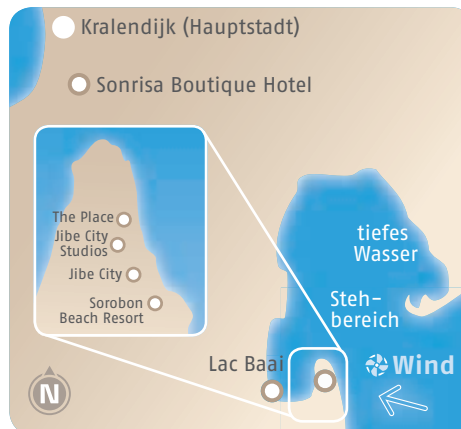 Kralendijk (Hauptstadt)
Sonrisa Boutique Hotel
The Place
Jibe City
Studios
Jibe City
Sorobon
Beach Resort
tiefes
Wasser
Steh-
bereich
Lac Baai
Wind
N